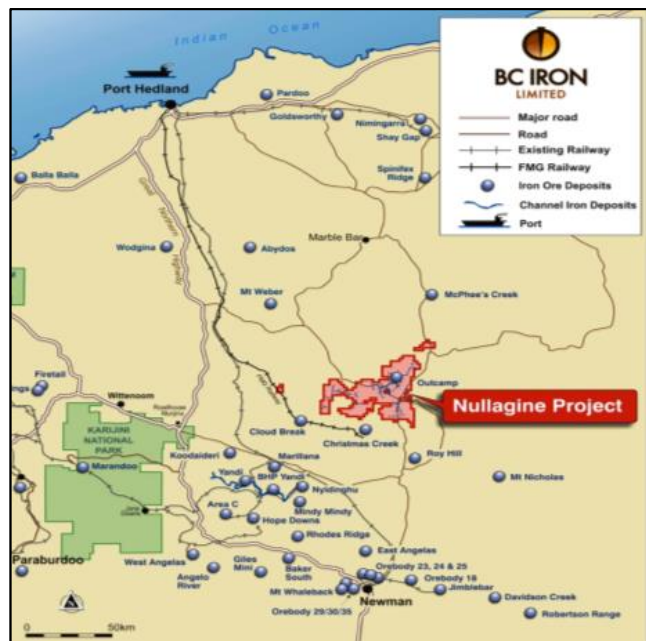 Indian Ocean
Port Hedland
Pardoo
Goldsworthy
Nimingarra
Shay Gap
Balla Balla
Spinifex
Ridge
Great Northern Highway
Marble Bar
Wodgina
Abydos
Mt Weber
McPhee's Creek
Outcamp
Nullagine Project
Firetail
ngs
Wittenoom
KARIJINI
NATIONAL
PARK
Cloud Break
Christmas Creek
Koodaideri
Marillana
Roy Hill
Marandoo
Yandi
BHP Yandi
Nyidinghu
Mt Nicholas
Area C
Mindy Mindy
Hope Downs
Rhodes Ridge
Paraburdoo
West Angelas
East Angelas
Angelo
River
Giles
Mini
Baker
South
Orebody 23, 24 & 25
Orebody 18
Mt Whaleback
Jimblebar
Newman
Davidson Creek
Orebody 29/30/35
Robertson Range
0 50km
BC IRON
LIMITED
Major road
Road
Existing Railway
FMG Railway
Iron Ore Deposits
Channel Iron Deposits
Port